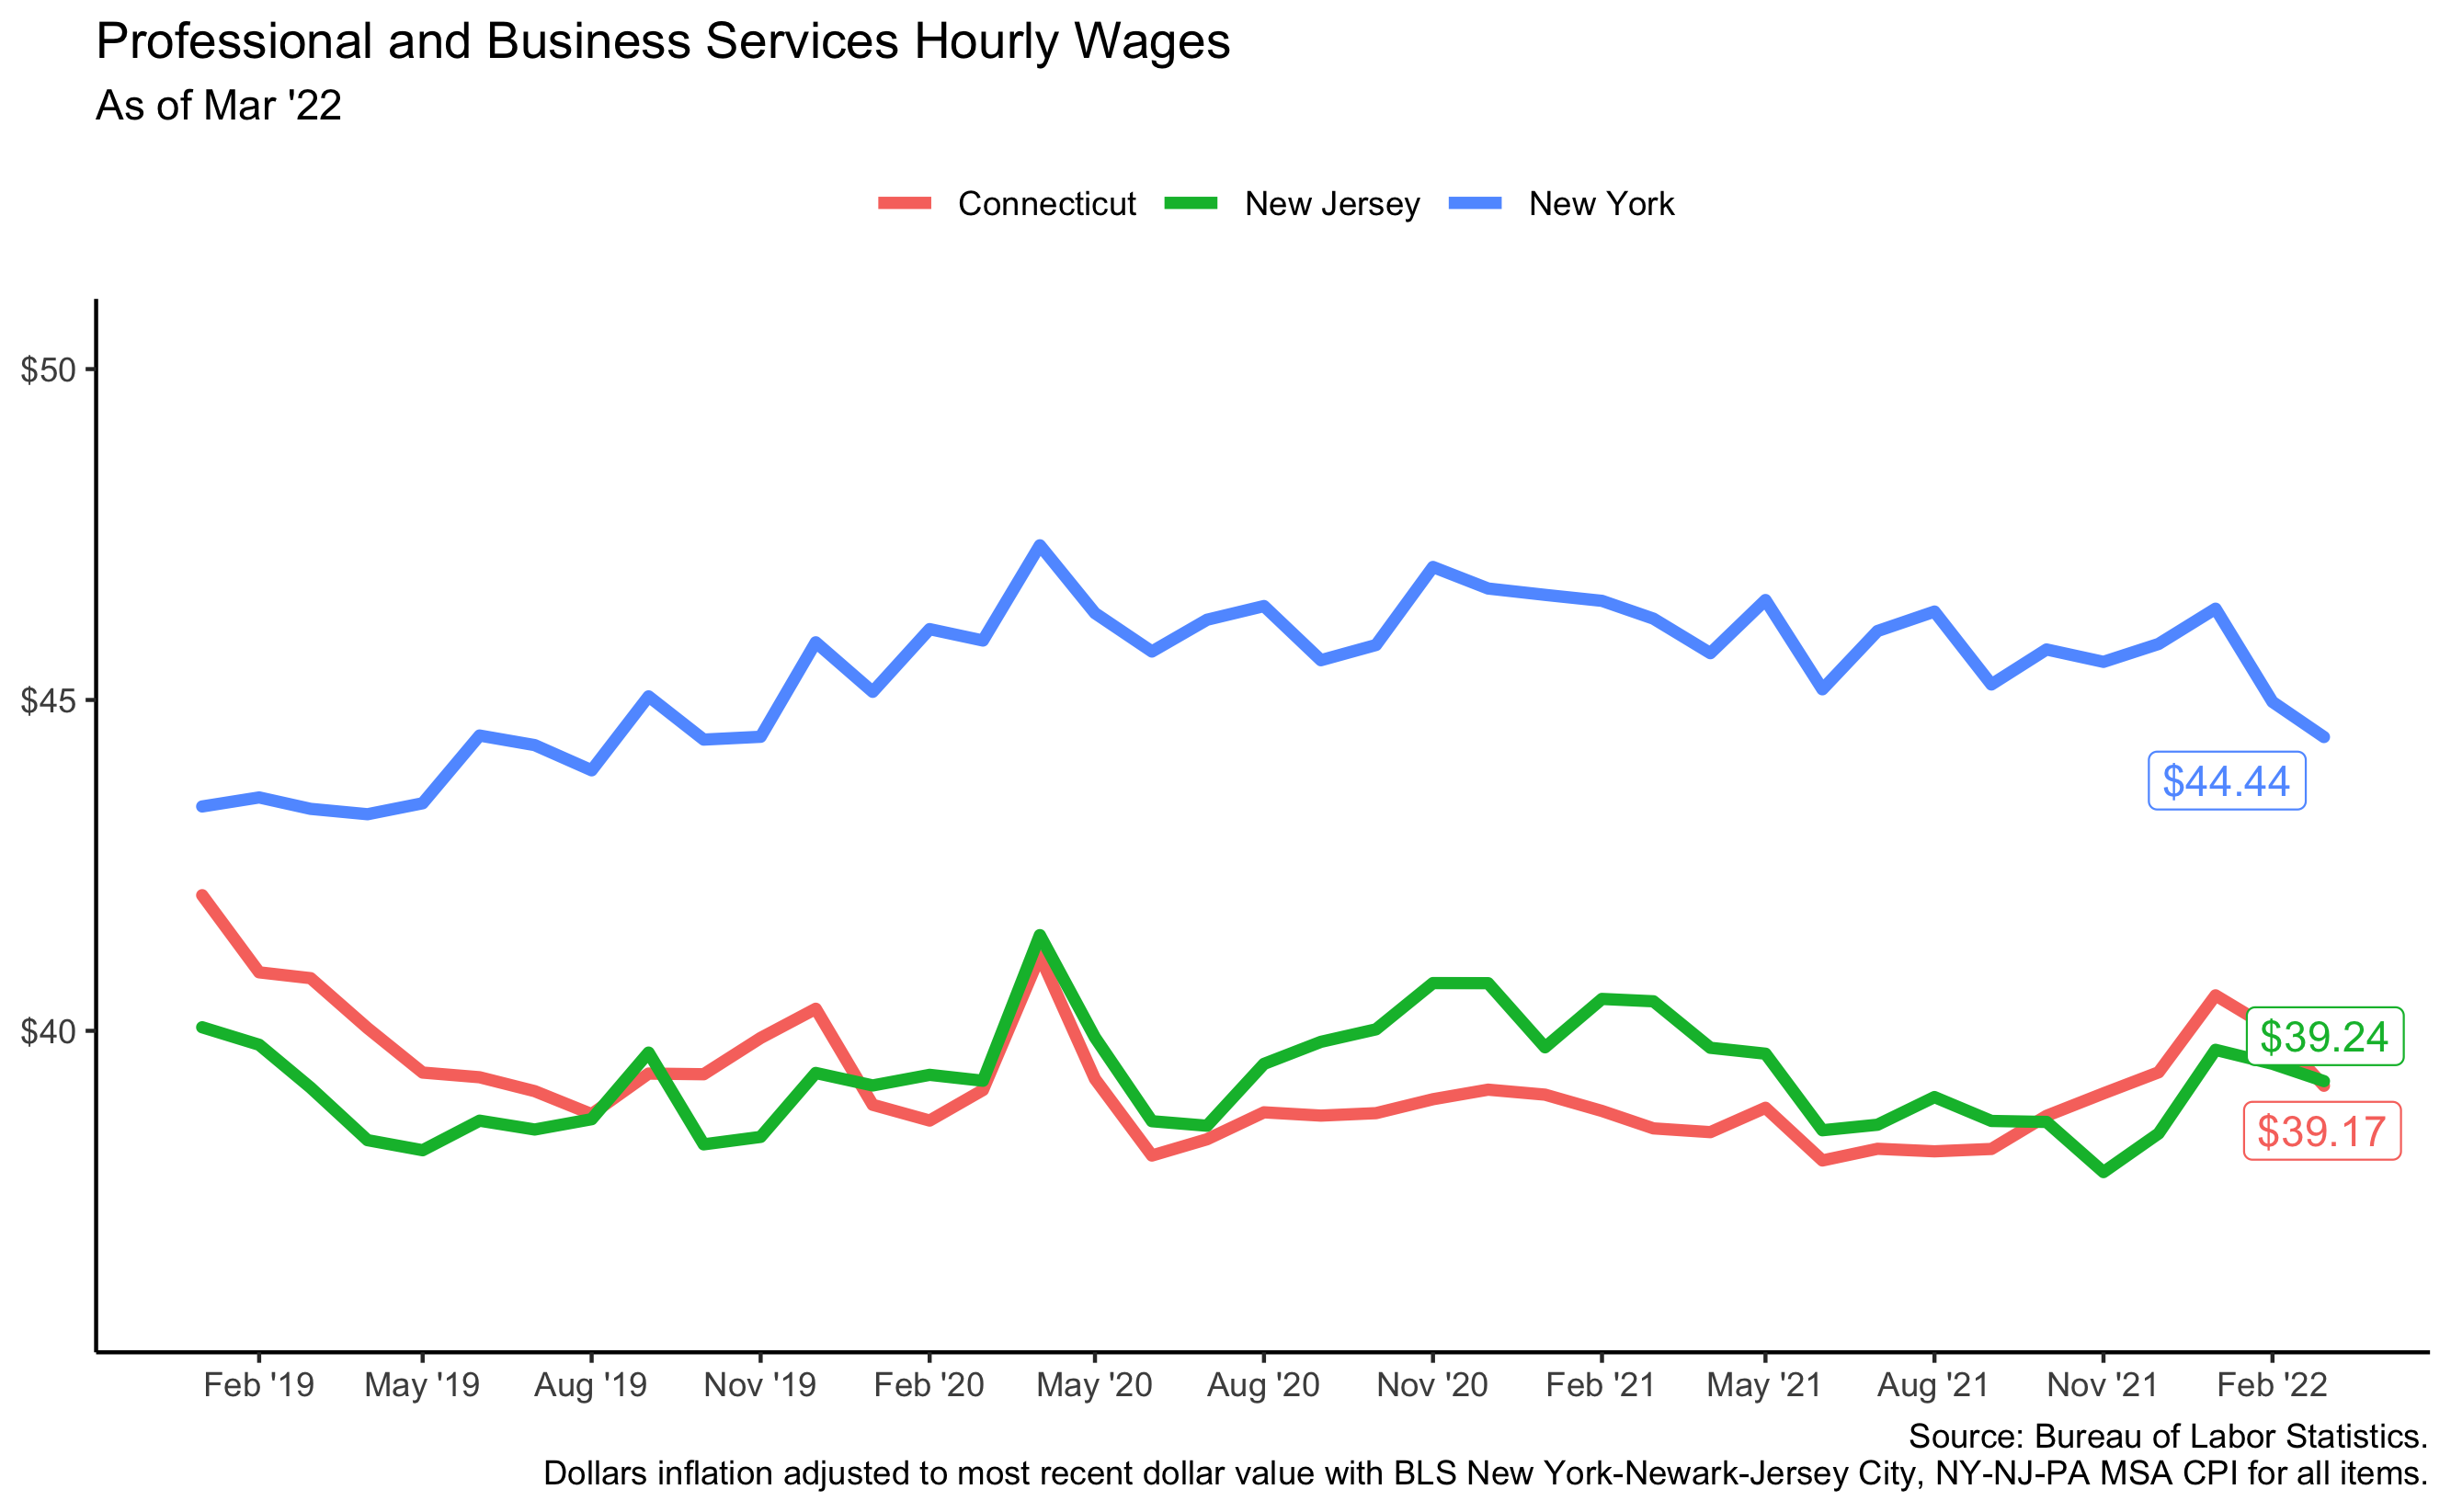 Professional and Business Services Hourly Wages
As of Mar '22
Connecticut New Jersey New York
$50
$45
$44.44
$40
$39.24
$39.17
Feb '19 May '19 Aug '19 Nov '19 Feb '20 May '20 Aug '20 Nov '20 Feb '21 May '21 Aug '21 Nov '21 Feb '22
Source: Bureau of Labor Statistics.
Dollars inflation adjusted to most recent dollar value with BLS New York-Newark-Jersey City, NY-NJ-PA MSA CPI for all items.